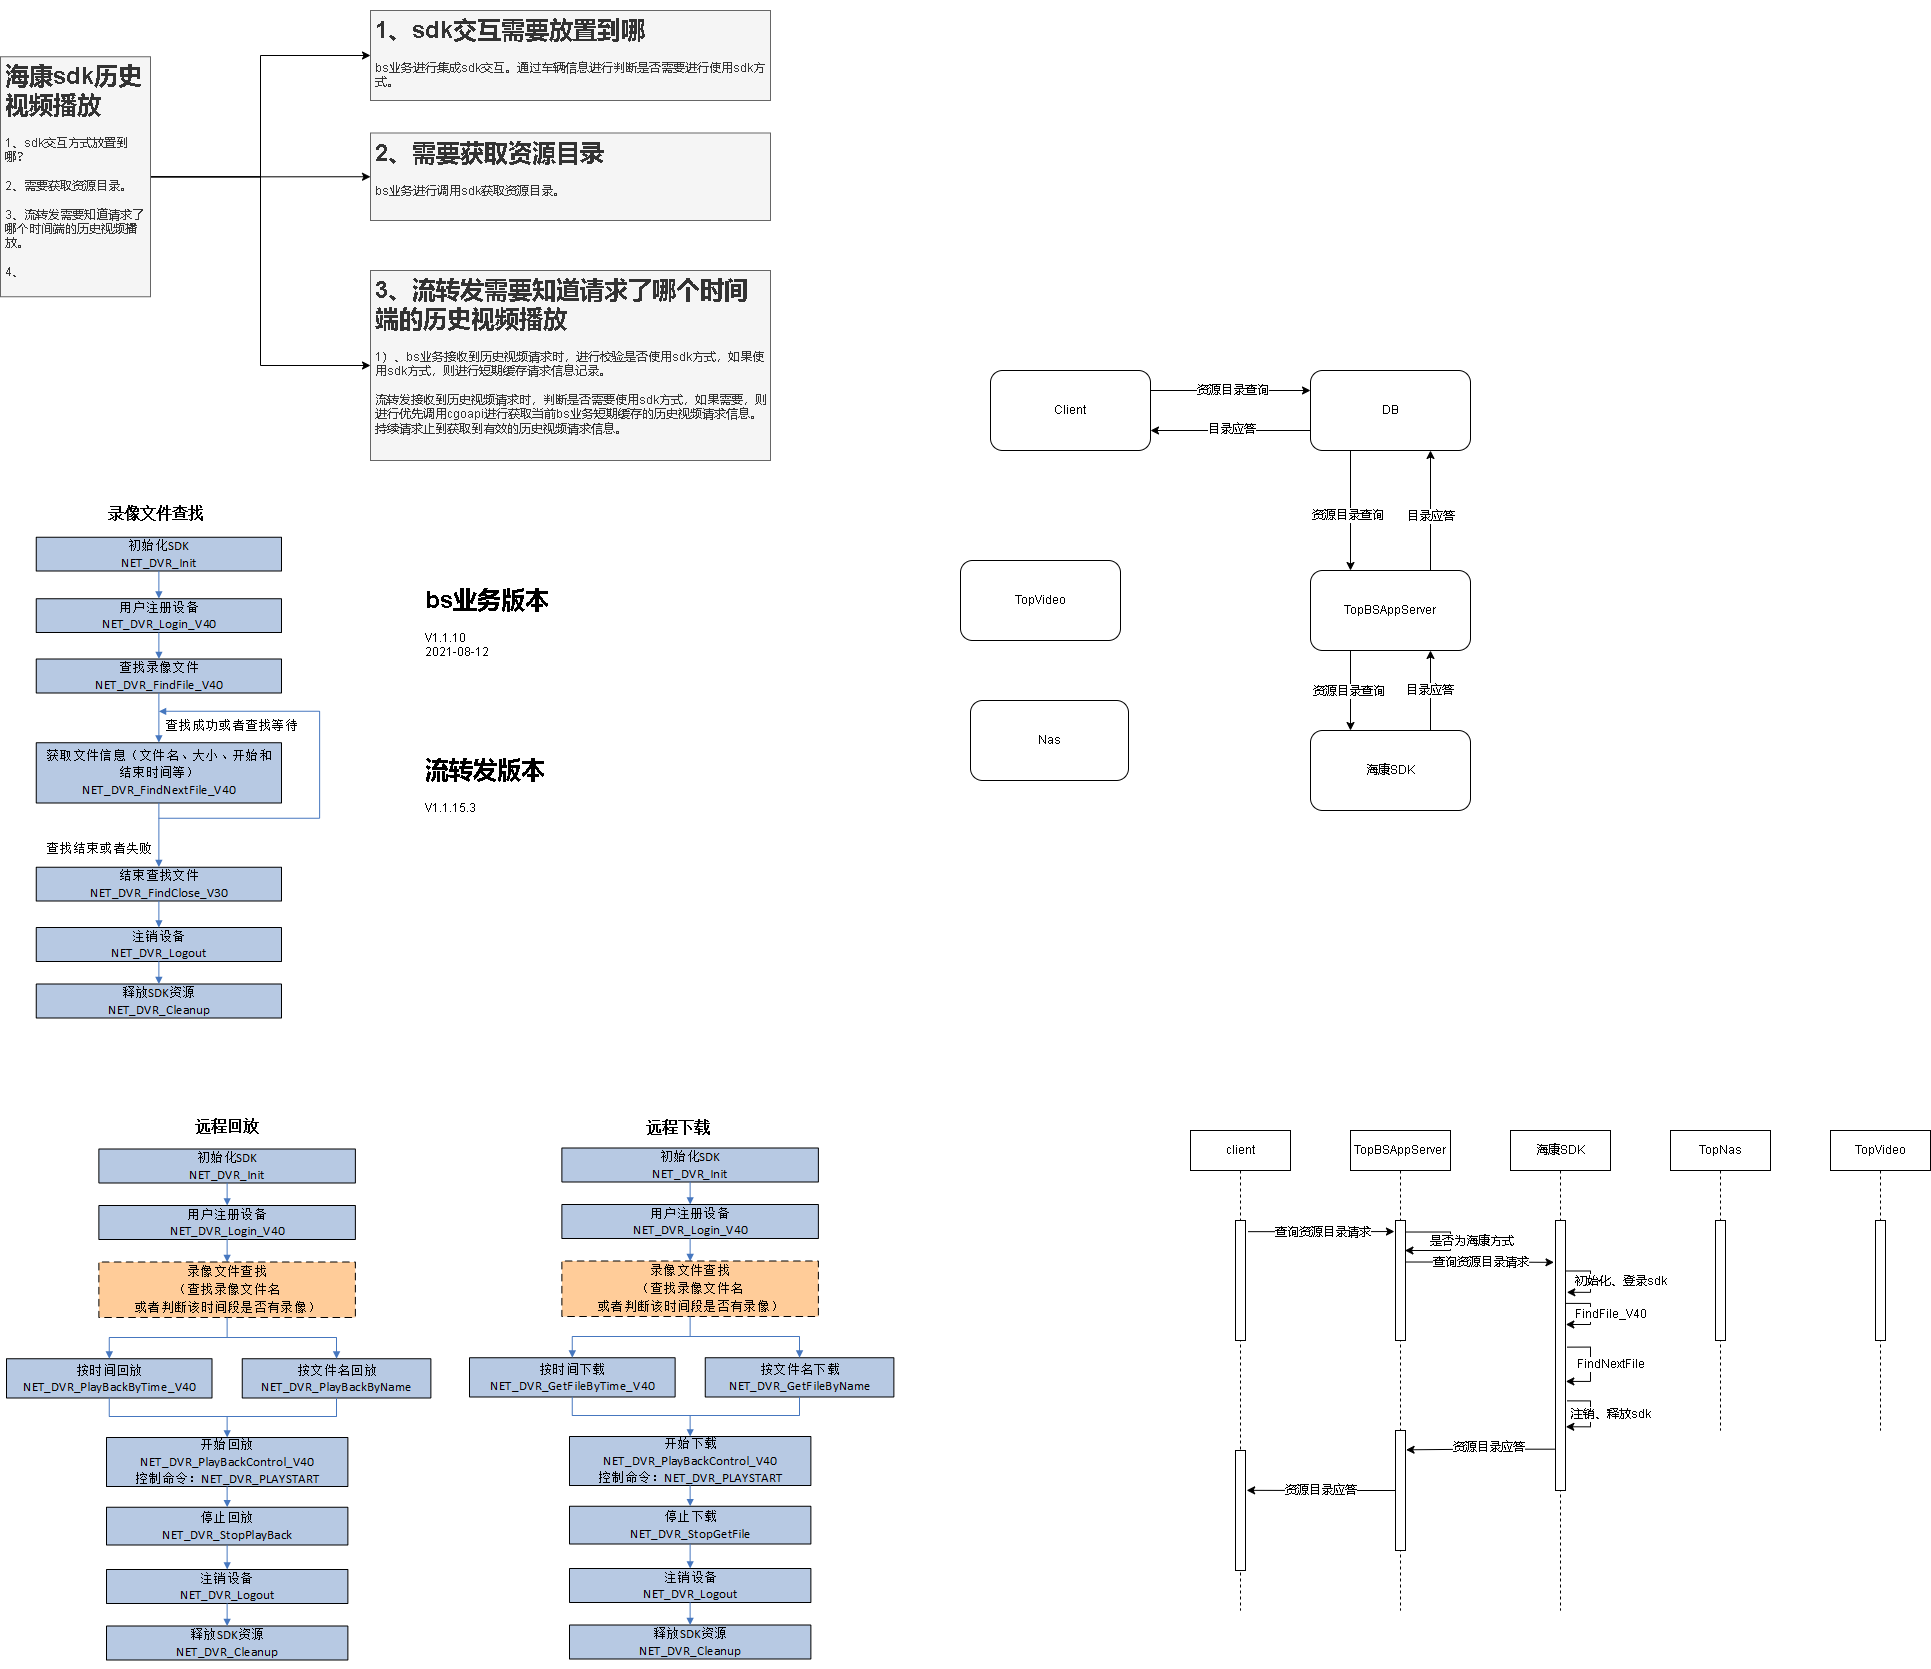 海康sdk历史
视频播放
1、sdk交互方式放置到
哪？
2、需要获取资源目录。
3、流转发需要知道请求了
哪个时间端的历史视频播
放。
4、
1、sdk交互需要放置到哪
bs业务进行集成sdk交互。通过车辆信息进行判断是否需要进行使用sdk方
式。
2、需要获取资源目录
bs业务进行调用sdk获取资源目录。
3、流转发需要知道请求了哪个时间
端的历史视频播放
1）、bs业务接收到历史视频请求时，进行校验是否使用sdk方式，如果使
用sdk方式，则进行短期缓存请求信息记录。
流转发接收到历史视频请求时，判断是否需要使用sdk方式，如果需要，则
进行优先调用cgoapi进行获取当前bs业务短期缓存的历史视频请求信息。
持续请求止到获取到有效的历史视频请求信息。
录像文件查找
初始化SDK
NET_DVR_Init
用户注册设备
NET_DVR_Login_V40
查找录像文件
NET_DVR_FindFile_V40
查找成功或者查找等待
获取文件信息（文件名、大小、开始和
结束时间等）
NET_DVR_FindNextFile_V40
查找结束或者失败
结束查找文件
NET_DVR_FindClose_V30
注销设备
NET_DVR_Logout
释放SDK资源
NET_DVR_Cleanup
bs业务版本
V1.1.10
2021-08-12
流转发版本
V1.1.15.3
Client
资源目录查询
目录应答
DB
资源目录查询
目录应答
TopVideo
TopBSAppServer
资源目录查询
目录应答
Nas
海康SDK
远程回放
初始化SDK
NET_DVR_Init
用户注册设备
NET_DVR_Login_V40
录像文件查找
（查找录像文件名
或者判断该时间段是否有录像）
按时间回放
NET_DVR_PlayBackByTime_V40
按文件名回放
NET_DVR_PlayBackByName
开始回放
NET_DVR_PlayBackControl_V40
控制命令：NET_DVR_PLAYSTART
停止回放
NET_DVR_StopPlayBack
注销设备
NET_DVR_Logout
释放SDK资源
NET_DVR_Cleanup
远程下载
初始化SDK
NET_DVR_Init
用户注册设备
NET_DVR_Login_V40
录像文件查找
（查找录像文件名
或者判断该时间段是否有录像）
按时间下载
NET_DVR_GetFileByTime_V40
按文件名下载
NET_DVR_GetFileByName
开始下载
NET_DVR_PlayBackControl_V40
控制命令：NET_DVR_PLAYSTART
停止下载
NET_DVR_StopGetFile
注销设备
NET_DVR_Logout
释放SDK资源
NET_DVR_Cleanup
client
TopBSAppServer
海康SDK
TopNas
TopVideo
查询资源目录请求
是否为海康方式
查询资源目录请求
初始化、登录sdk
FindFile_V40
FindNextFile
注销、释放sdk
资源目录应答
资源目录应答